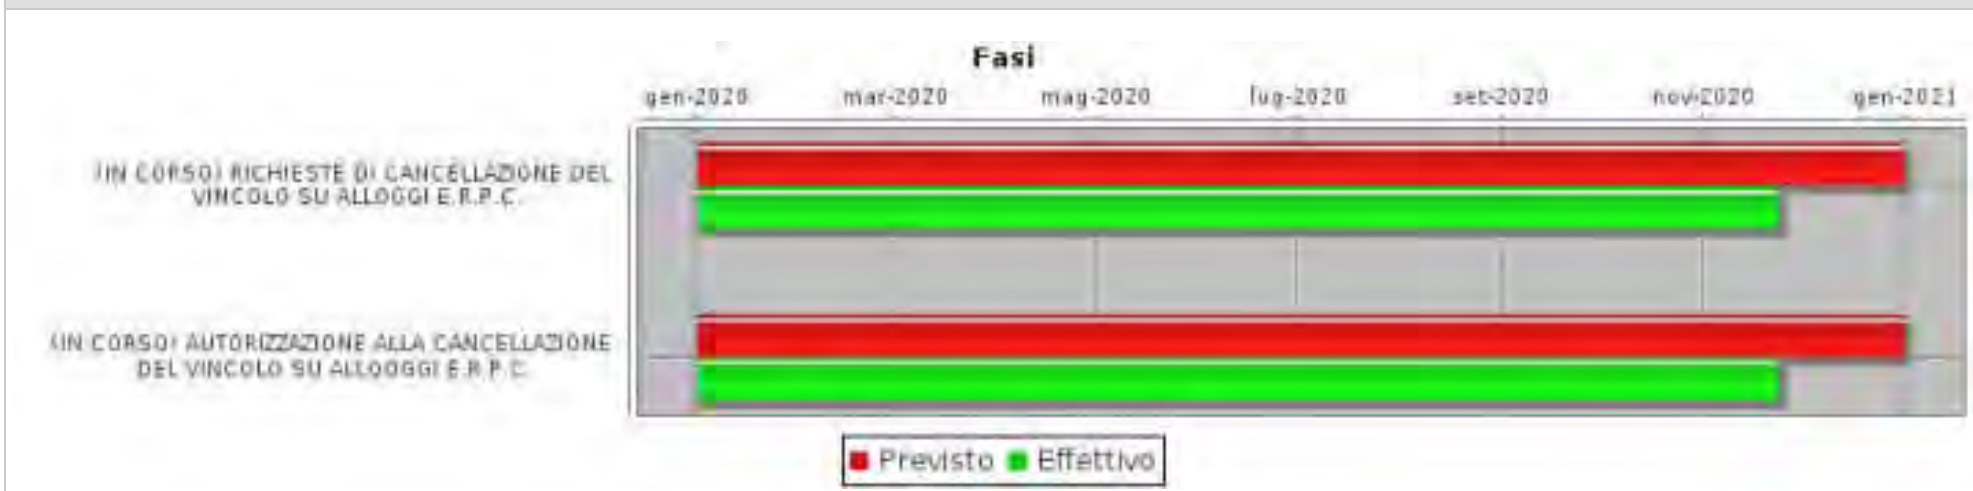 Fasi
gen-2020 mar-2020 mag-2020 lug-2020 set-2020 nov-2020 gen-2021
(IN CORSO) RICHIESTE DI CANCELLAZIONE DEL
VINCOLO SU ALLOGGI E.R.P.C.
(IN CORSO) AUTORIZZAZIONE ALLA CANCELLAZIONE
DEL VINCOLO SU ALLOOGGI E.R.P.C.
Previsto Effettivo